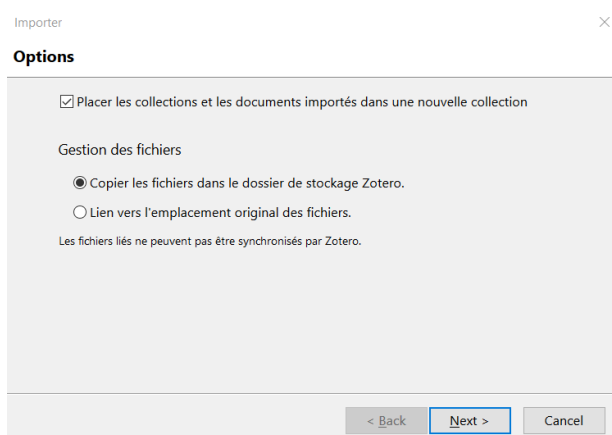 Importer
Options
Placer les collections et les documents importés dans une nouvelle collection
Gestion des fichiers
Copier les fichiers dans le dossier de stockage Zotero.
Lien vers l'emplacement original des fichiers.
Les fichiers liés ne peuvent pas être synchronisés par Zotero.
< Back Next > Cancel